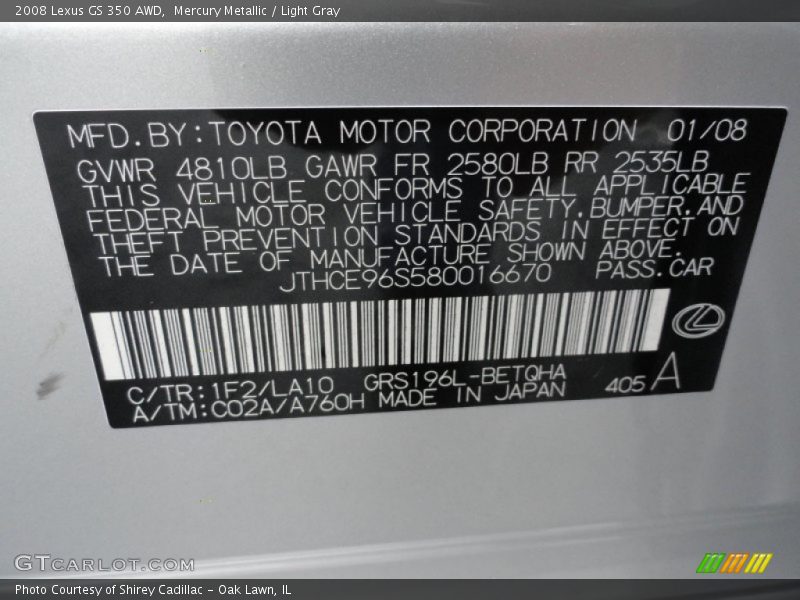 2008 Lexus GS 350 AWD, Mercury Metallic / Light Gray
MFD.BY:TOYOTA MOTOR CORPORATION 01/08
GVWR 4810LB GAWR FR 2580LB RR 2535LB
THIS VEHICLE CONFORMS TO ALL APPLICABLE
FEDERAL MOTOR VEHICLE SAFETY,BUMPER,AND
THEFT PREVENTION STANDARDS IN EFFECT ON
THE DATE OF MANUFACTURE SHOWN ABOVE.
JTHCE96S580016670 PASS.CAR
C/TR:1F2/LA10 GRS196L-BETQHA
A/TM:C02A/A760H MADE IN JAPAN 405 A
GTCARLOT.COM
Photo Courtesy of Shirey Cadillac - Oak Lawn, IL